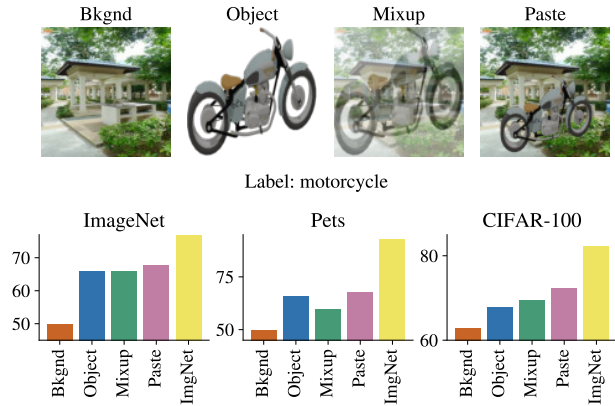 Bkgnd Object Mixup Paste
Label: motorcycle
ImageNet Pets CIFAR-100
70
50
75
50
80
60
Bkgnd Object Mixup Paste ImgNet
Bkgnd Object Mixup Paste ImgNet
Bkgnd Object Mixup Paste ImgNet